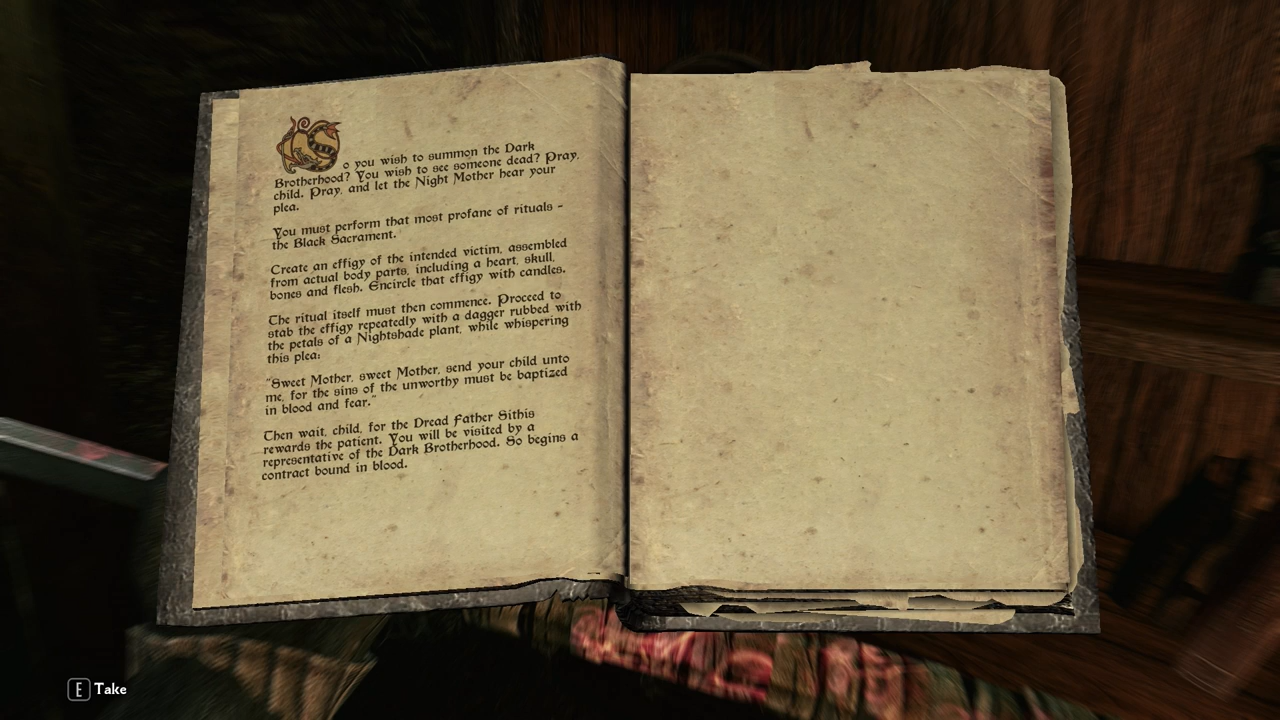 So you wish to summon the Dark
Brotherhood? You wish to see someone dead? Pray,
child. Pray, and let the Night Mother hear your
plea.
You must perform that most profane of rituals -
the Black Sacrament.
Create an effigy of the intended victim, assembled
from actual body parts, including a heart, skull,
bones and flesh. Encircle that effigy with candles.
The ritual itself must then commence. Proceed to
stab the effigy repeatedly with a dagger rubbed with
the petals of a Nightshade plant, while whispering
this plea:
"Sweet Mother, sweet Mother, send your child unto
me, for the sins of the unworthy must be baptized
in blood and fear."
Then wait, child, for the Dread Father Sithis
rewards the patient. You will be visited by a
representative of the Dark Brotherhood. So begins a
contract bound in blood.
E Take